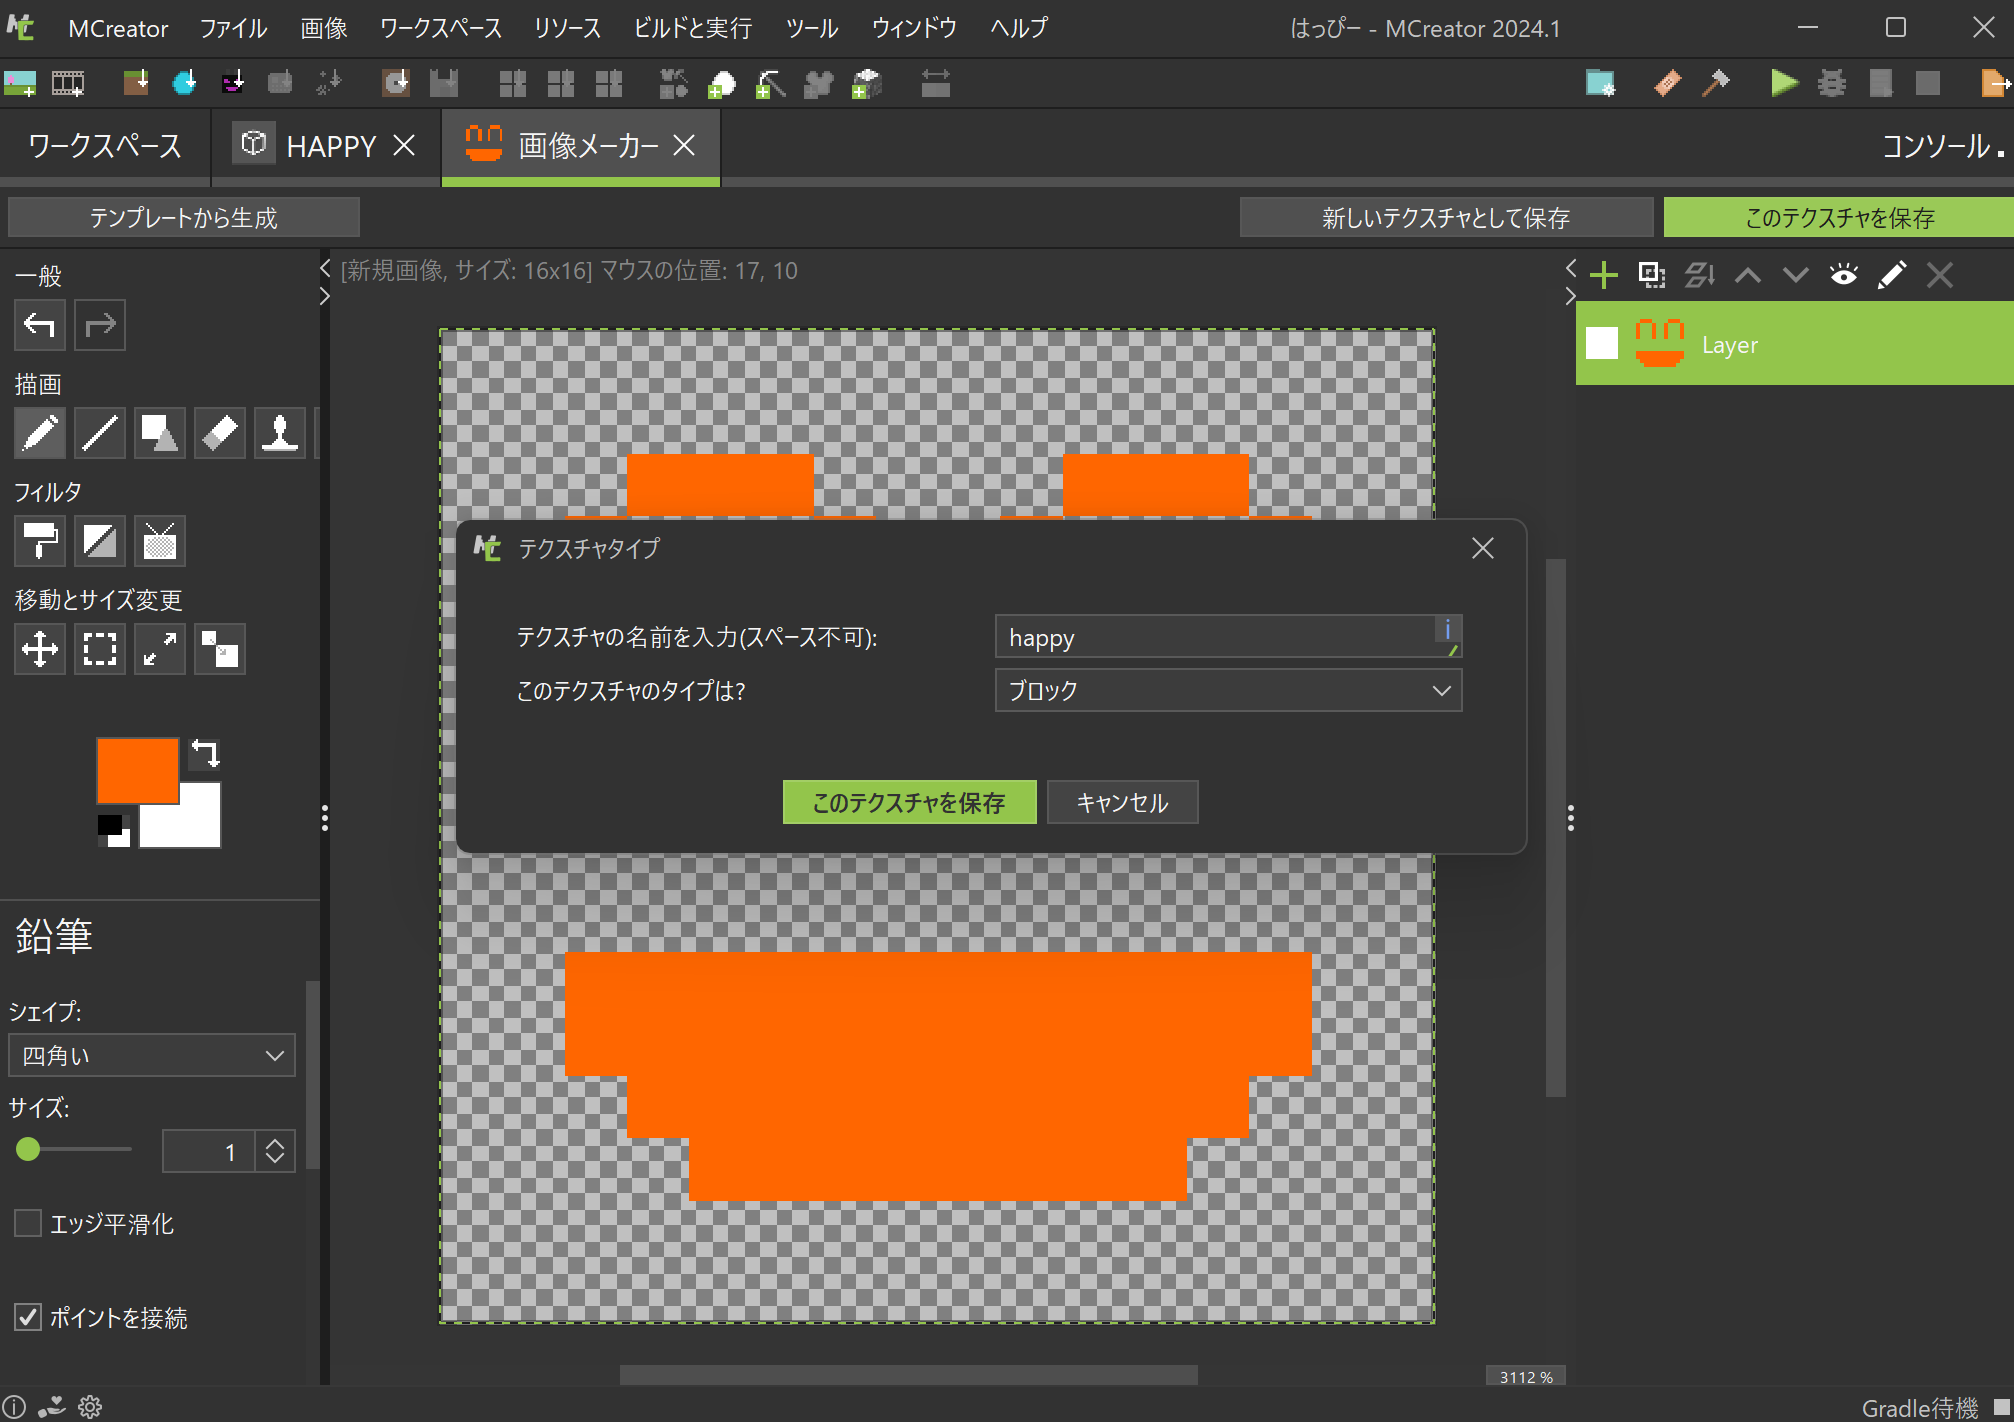 MCreator ファイル 画像 ワークスペース リソース ビルドと実行 ツール ウィンドウ ヘルプ はっぴー - MCreator 2024.1
ワークスペース HAPPY 画像メーカー コンソール
テンプレートから生成 新しいテクスチャとして保存 このテクスチャを保存
一般
[新規画像, サイズ: 16x16] マウスの位置: 17, 10
Layer
描画
フィルタ
移動とサイズ変更
テクスチャタイプ
テクスチャの名前を入力(スペース不可): happy
このテクスチャのタイプは? ブロック
このテクスチャを保存 キャンセル
鉛筆
シェイプ:
四角い
サイズ:
1
エッジ平滑化
ポイントを接続
3112 %
Gradle待機